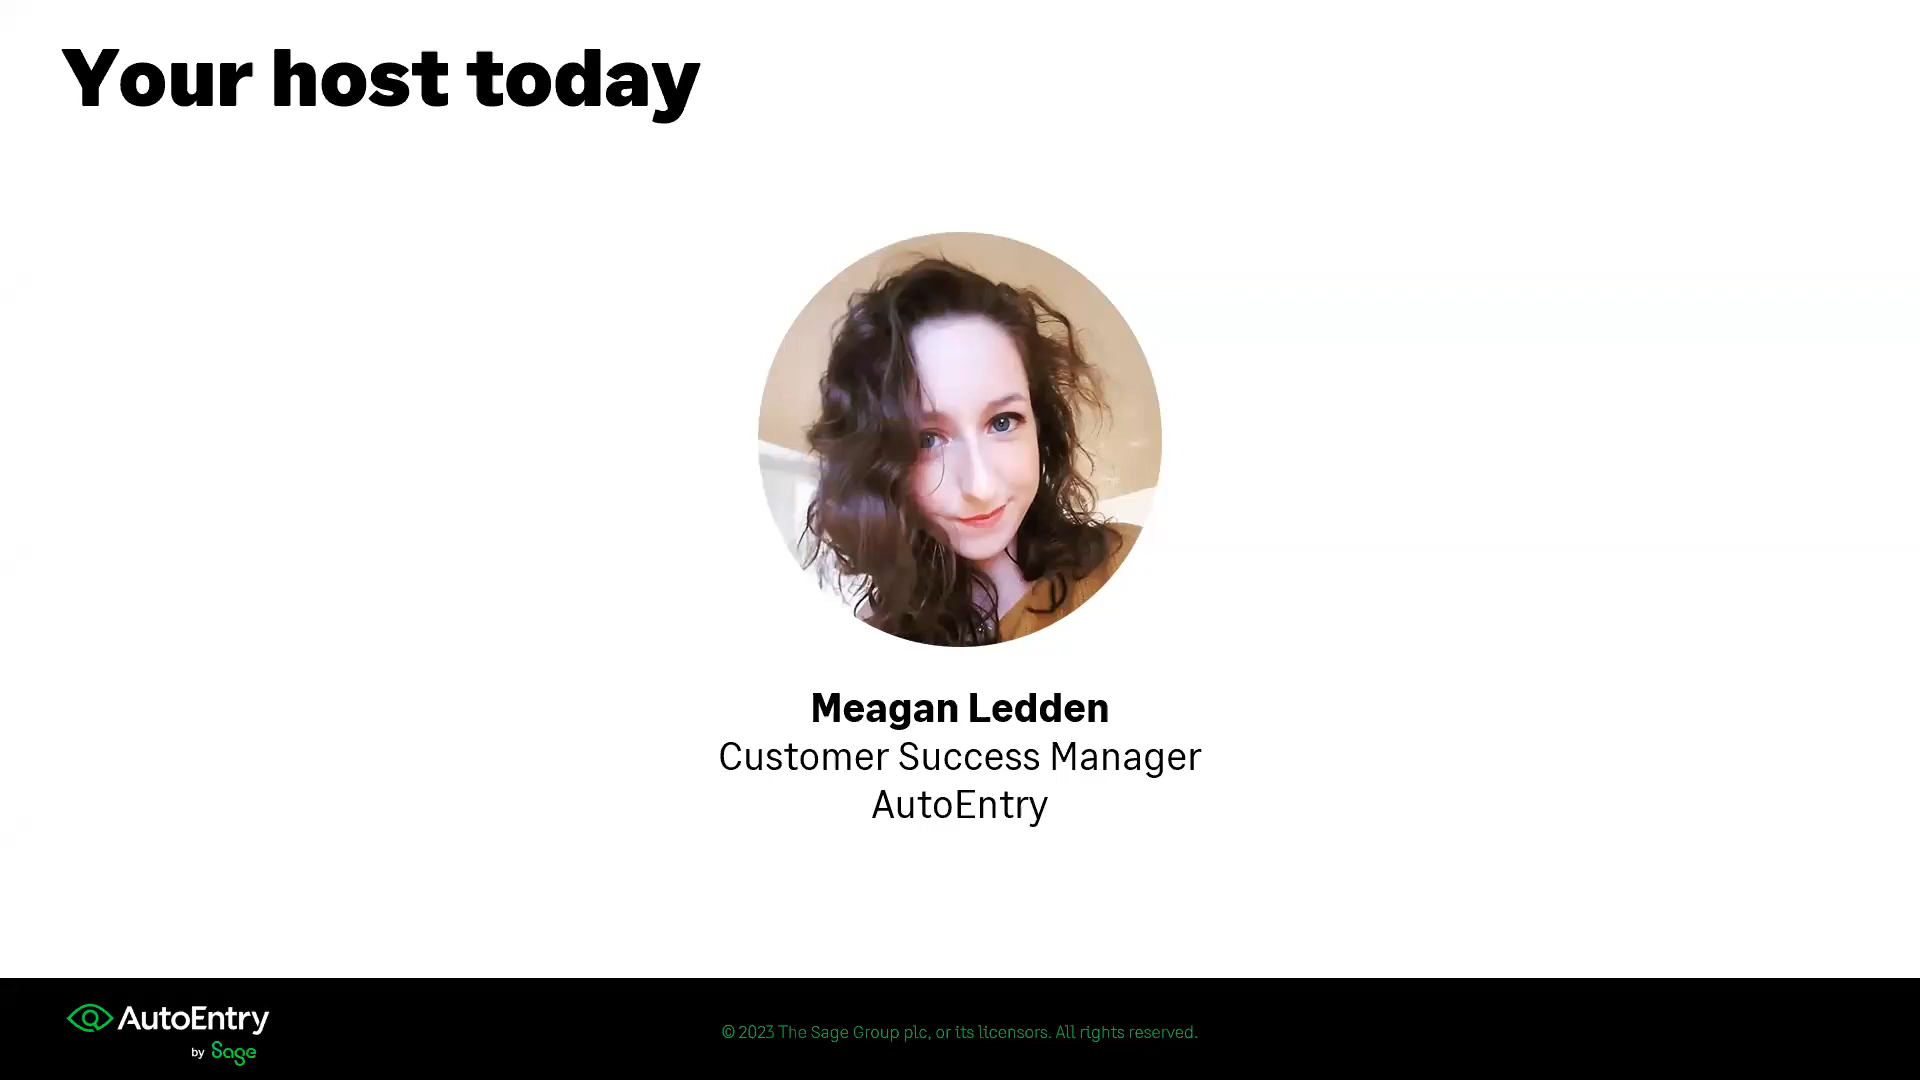 Your host today
Meagan Ledden
Customer Success Manager
AutoEntry
AutoEntry
by Sage
© 2023 The Sage Group plc, or its licensors. All rights reserved.